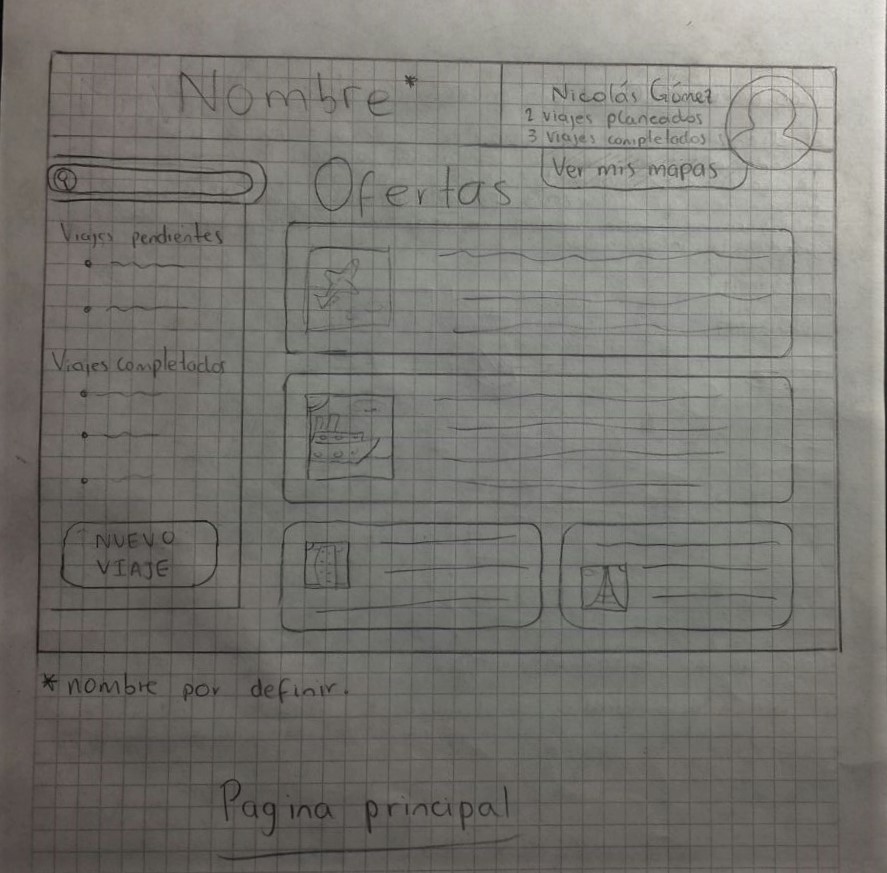 Nombre*
Nicolás Gómez
2 viajes planeados
3 viajes completados
Ver mis mapas
Ofertas
Viajes pendientes
Viajes completados
NUEVO
VIAJE
*nombre por definir.
Pagina principal